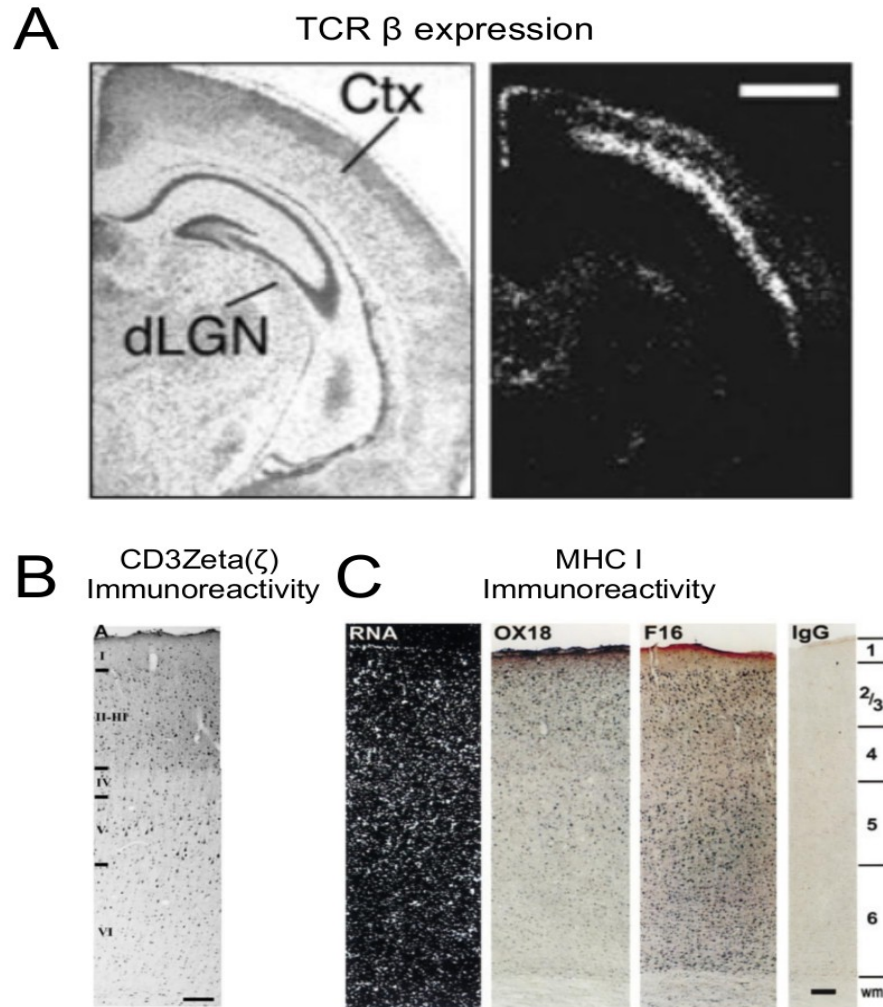 A
TCR β expression
Ctx
dLGN
B
CD3Zeta(ζ)
Immunoreactivity
A
I
II-III
IV
V
VI
C
MHC I
Immunoreactivity
RNA
OX18
F16
IgG
1
2/3
4
5
6
wm